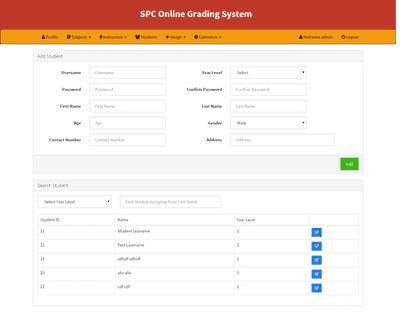 SPC Online Grading System
Profile Subjects Instructors Students Assign Curriculum Welcome admin Logout
Add Student
Username Username Year Level Select
Password Password Confirm Password Confirm Password
First Name First Name Last Name Last Name
Age Age Gender Male
Contact Number Contact Number Address Address
Add
Search Student
Select Year Level Find Student by typing First/ Last Name
Student ID Name Year Level
11 Student lastname 1
12 Test Lastname 1
19 sdfsdf sdfsdf 1
20 abc abc 1
21 cdf cdf 1